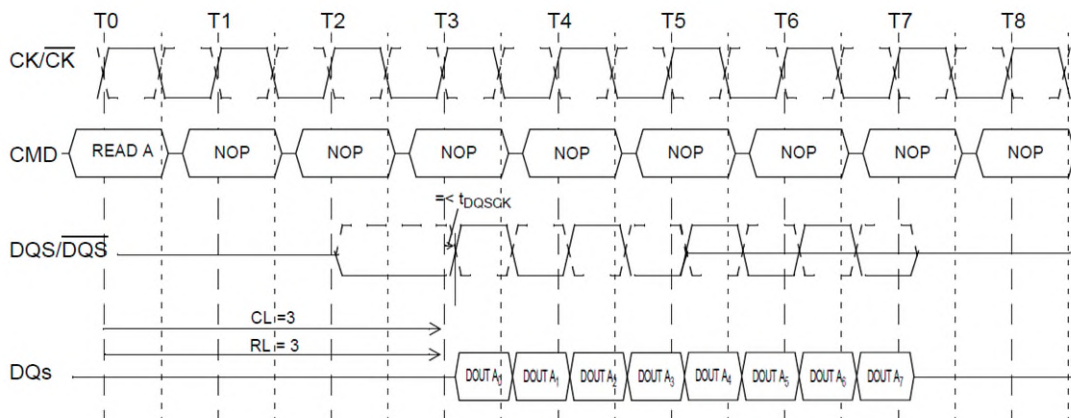 T0 T1 T2 T3 T4 T5 T6 T7 T8
CK/CK
CMD READ A NOP NOP NOP NOP NOP NOP NOP NOP
=< tDQSCK
DQS/DQS
CL =3
RL = 3
DQs DOUT A0 DOUT A1 DOUT A2 DOUT A3 DOUT A4 DOUT A5 DOUT A6 DOUT A7